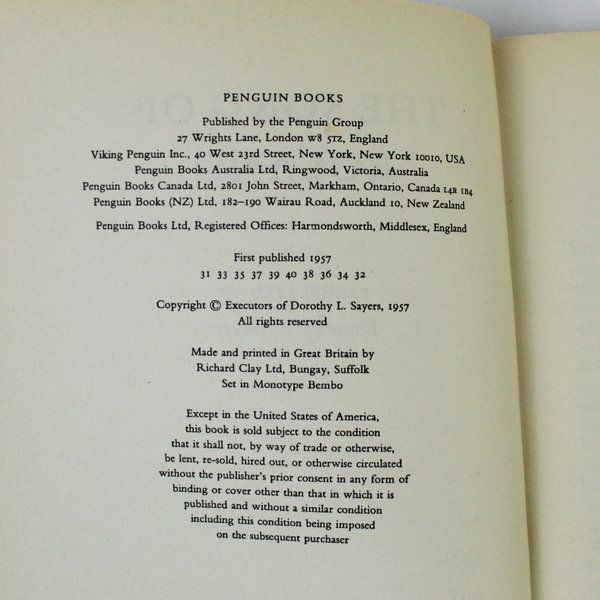 PENGUIN BOOKS
Published by the Penguin Group
27 Wrights Lane, London W8 5TZ, England
Viking Penguin Inc., 40 West 23rd Street, New York, New York 10010, USA
Penguin Books Australia Ltd, Ringwood, Victoria, Australia
Penguin Books Canada Ltd, 2801 John Street, Markham, Ontario, Canada L4R 1B4
Penguin Books (NZ) Ltd, 182–190 Wairau Road, Auckland 10, New Zealand
Penguin Books Ltd, Registered Offices: Harmondsworth, Middlesex, England
First published 1957
31 33 35 37 39 40 38 36 34 32
Copyright © Executors of Dorothy L. Sayers, 1957
All rights reserved
Made and printed in Great Britain by
Richard Clay Ltd, Bungay, Suffolk
Set in Monotype Bembo
Except in the United States of America,
this book is sold subject to the condition
that it shall not, by way of trade or otherwise,
be lent, re-sold, hired out, or otherwise circulated
without the publisher's prior consent in any form of
binding or cover other than that in which it is
published and without a similar condition
including this condition being imposed
on the subsequent purchaser